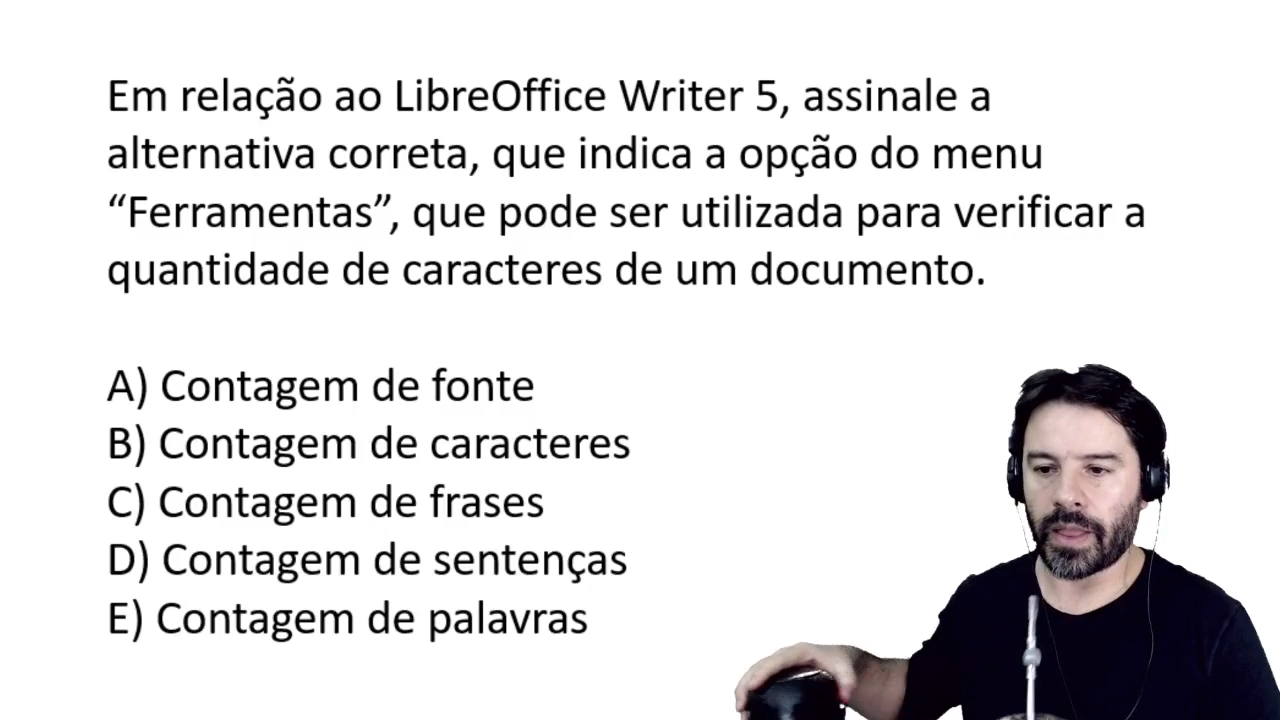 Em relação ao LibreOffice Writer 5, assinale a
alternativa correta, que indica a opção do menu
“Ferramentas”, que pode ser utilizada para verificar a
quantidade de caracteres de um documento.
A) Contagem de fonte
B) Contagem de caracteres
C) Contagem de frases
D) Contagem de sentenças
E) Contagem de palavras